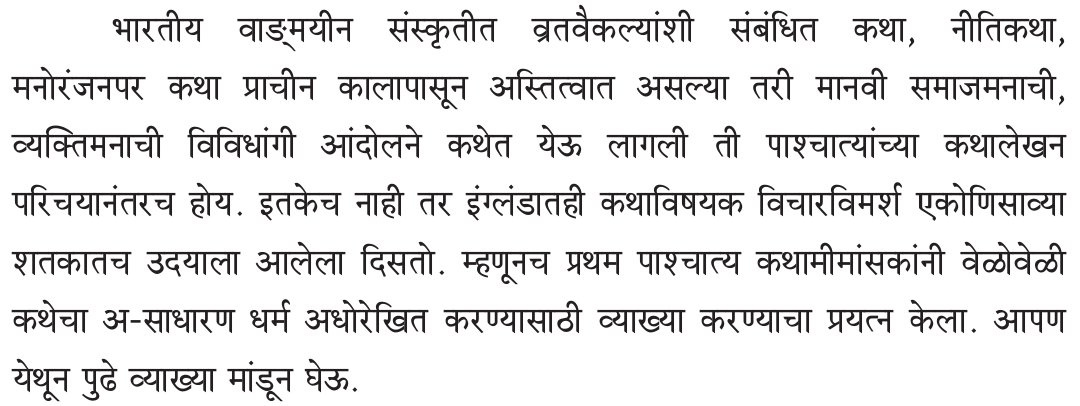 भारतीय वाङ्‌मयीन संस्कृतीत व्रतवैकल्यांशी संबंधित कथा, नीतिकथा,
मनोरंजनपर कथा प्राचीन कालापासून अस्तित्वात असल्या तरी मानवी समाजमनाची,
व्यक्तिमनाची विविधांगी आंदोलने कथेत येऊ लागली ती पाश्चात्यांच्या कथालेखन
परिचयानंतरच होय. इतकेच नाही तर इंग्लंडातही कथाविषयक विचारविमर्श एकोणिसाव्या
शतकातच उदयाला आलेला दिसतो. म्हणूनच प्रथम पाश्चात्य कथामीमांसकांनी वेळोवेळी
कथेचा अ-साधारण धर्म अधोरेखित करण्यासाठी व्याख्या करण्याचा प्रयत्न केला. आपण
येथून पुढे व्याख्या मांडून घेऊ.